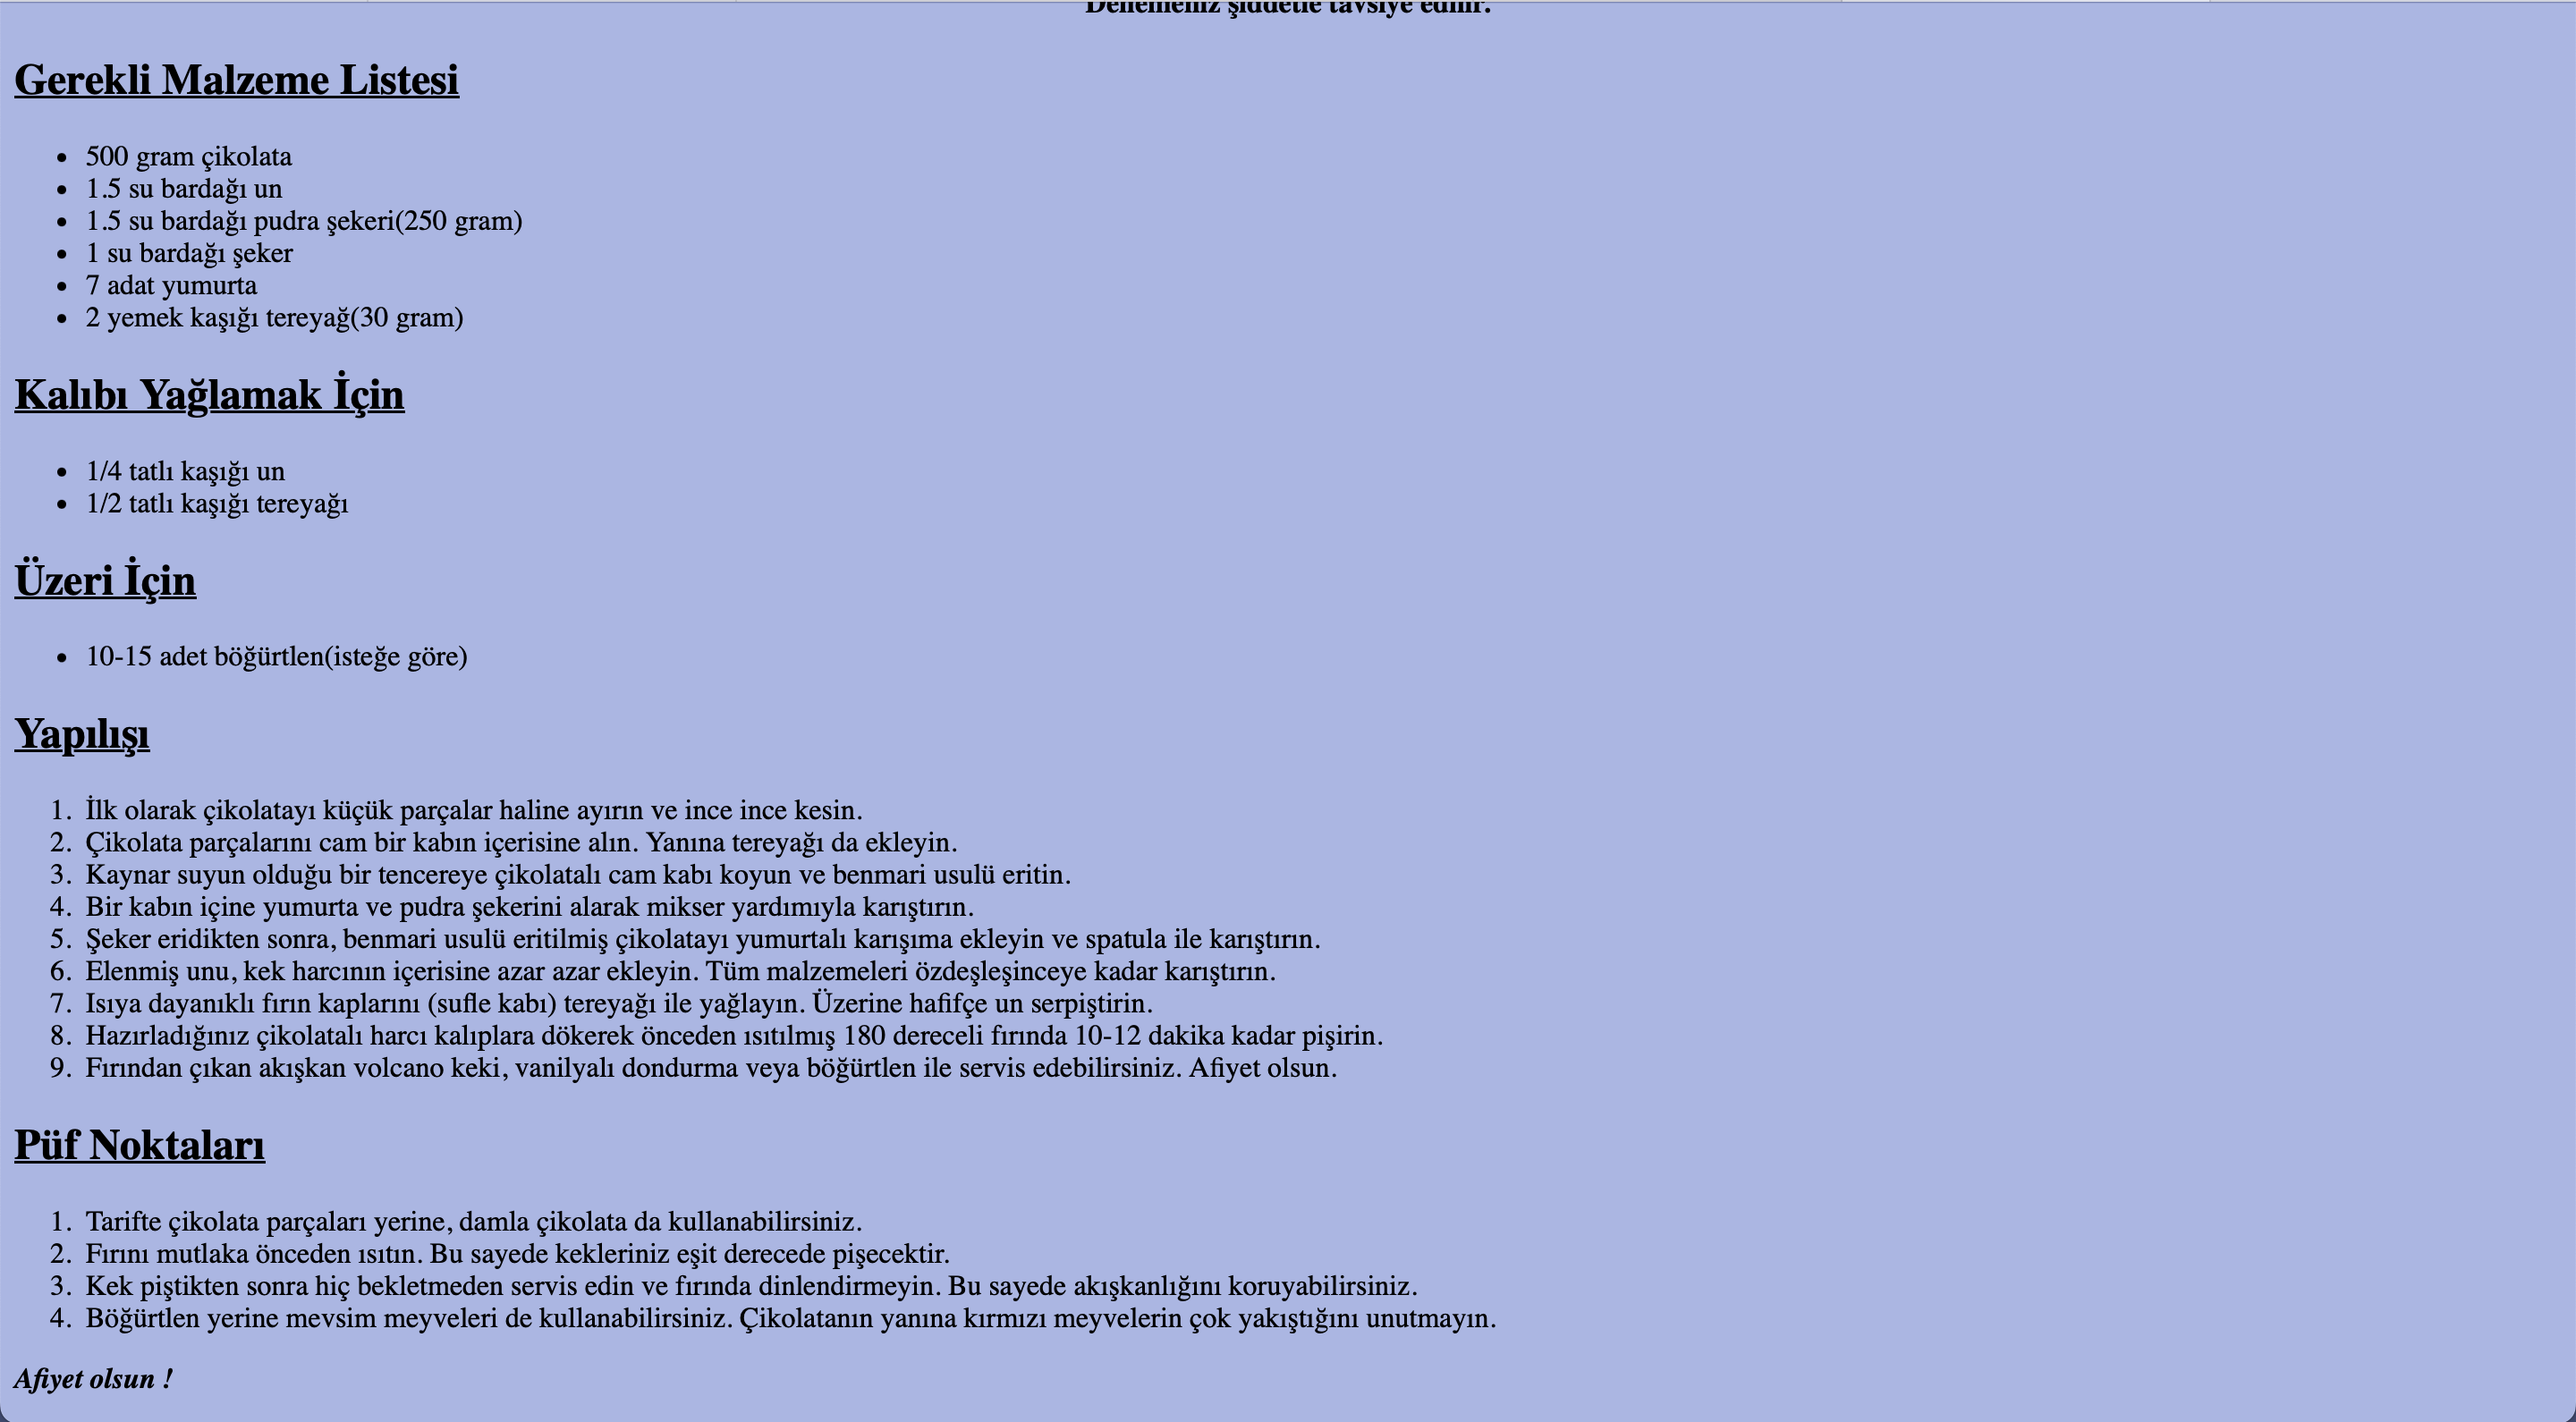 Denemeniz şiddetle tavsiye edilir.
Gerekli Malzeme Listesi
• 500 gram çikolata
• 1.5 su bardağı un
• 1.5 su bardağı pudra şekeri(250 gram)
• 1 su bardağı şeker
• 7 adat yumurta
• 2 yemek kaşığı tereyağ(30 gram)
Kalıbı Yağlamak İçin
• 1/4 tatlı kaşığı un
• 1/2 tatlı kaşığı tereyağı
Üzeri İçin
• 10-15 adet böğürtlen(isteğe göre)
Yapılışı
1. İlk olarak çikolatayı küçük parçalar haline ayırın ve ince ince kesin.
2. Çikolata parçalarını cam bir kabın içerisine alın. Yanına tereyağı da ekleyin.
3. Kaynar suyun olduğu bir tencereye çikolatalı cam kabı koyun ve benmari usulü eritin.
4. Bir kabın içine yumurta ve pudra şekerini alarak mikser yardımıyla karıştırın.
5. Şeker eridikten sonra, benmari usulü eritilmiş çikolatayı yumurtalı karışıma ekleyin ve spatula ile karıştırın.
6. Elenmiş unu, kek harcının içerisine azar azar ekleyin. Tüm malzemeleri özdeşleşinceye kadar karıştırın.
7. Isıya dayanıklı fırın kaplarını (sufle kabı) tereyağı ile yağlayın. Üzerine hafifçe un serpiştirin.
8. Hazırladığınız çikolatalı harcı kalıplara dökerek önceden ısıtılmış 180 dereceli fırında 10-12 dakika kadar pişirin.
9. Fırından çıkan akışkan volcano keki, vanilyalı dondurma veya böğürtlen ile servis edebilirsiniz. Afiyet olsun.
Püf Noktaları
1. Tarifte çikolata parçaları yerine, damla çikolata da kullanabilirsiniz.
2. Fırını mutlaka önceden ısıtın. Bu sayede kekleriniz eşit derecede pişecektir.
3. Kek piştikten sonra hiç bekletmeden servis edin ve fırında dinlendirmeyin. Bu sayede akışkanlığını koruyabilirsiniz.
4. Böğürtlen yerine mevsim meyveleri de kullanabilirsiniz. Çikolatanın yanına kırmızı meyvelerin çok yakıştığını unutmayın.
Afiyet olsun !